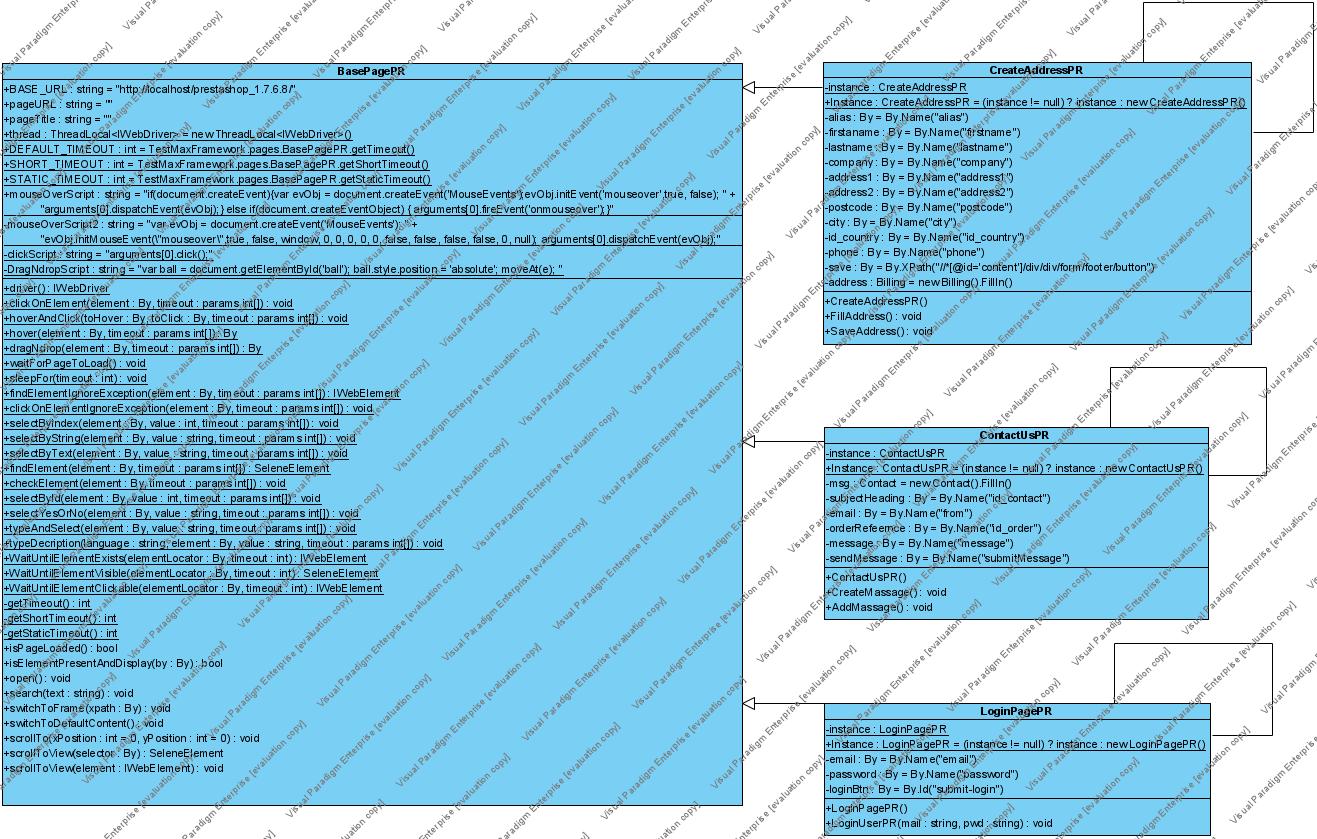 BasePagePR
+BASE_URL : string = "http://localhost/prestashop_1.7.6.8/"
+pageURL : string = ""
+pageTitle : string = ""
+thread : ThreadLocal<IWebDriver> = new ThreadLocal<IWebDriver>()
+DEFAULT_TIMEOUT : int = TestMaxFramework.pages.BasePagePR.getTimeout()
+SHORT_TIMEOUT : int = TestMaxFramework.pages.BasePagePR.getShortTimeout()
+STATIC_TIMEOUT : int = TestMaxFramework.pages.BasePagePR.getStaticTimeout()
+mouseOverScript : string = "if(document.createEvent){var evObj = document.createEvent('MouseEvents');evObj.initEvent('mouseover',true, false); " +
"arguments[0].dispatchEvent(evObj);} else if(document.createEventObject) { arguments[0].fireEvent('onmouseover');}"
-mouseOverScript2 : string = "var evObj = document.createEvent('MouseEvents');" +
"evObj.initMouseEvent(\"mouseover\",true, false, window, 0, 0, 0, 0, 0, false, false, false, false, 0, null); arguments[0].dispatchEvent(evObj);"
-clickScript : string = "arguments[0].click();"
-DragNdropScript : string = "var ball = document.getElementById('ball'); ball.style.position = 'absolute'; moveAt(e); "
+driver() : IWebDriver
+clickOnElement(element : By, timeout : params int[]) : void
+hoverAndClick(toHover : By, toClick : By, timeout : params int[]) : void
+hover(element : By, timeout : params int[]) : By
+dragNdrop(element : By, timeout : params int[]) : By
+waitForPageToLoad() : void
+sleepFor(timeout : int) : void
+findElementIgnoreException(element : By, timeout : params int[]) : IWebElement
+clickOnElementIgnoreException(element : By, timeout : params int[]) : void
+selectByIndex(element : By, value : int, timeout : params int[]) : void
+selectByString(element : By, value : string, timeout : params int[]) : void
+selectByText(element : By, value : string, timeout : params int[]) : void
+findElement(element : By, timeout : params int[]) : SeleneElement
+checkElement(element : By, timeout : params int[]) : void
+selectById(element : By, value : int, timeout : params int[]) : void
+selectYesOrNo(element : By, value : string, timeout : params int[]) : void
+typeAndSelect(element : By, value : string, timeout : params int[]) : void
+typeDecription(language : string, element : By, value : string, timeout : params int[]) : void
+WaitUntilElementExists(elementLocator : By, timeout : int) : IWebElement
+WaitUntilElementVisible(elementLocator : By, timeout : int) : SeleneElement
+WaitUntilElementClickable(elementLocator : By, timeout : int) : IWebElement
-getTimeout() : int
-getShortTimeout() : int
-getStaticTimeout() : int
+isPageLoaded() : bool
+isElementPresentAndDisplay(by : By) : bool
+open() : void
+search(text : string) : void
+switchToFrame(xpath : By) : void
+switchToDefaultContent() : void
+scrollTo(xPosition : int = 0, yPosition : int = 0) : void
+scrollToView(selector : By) : SeleneElement
+scrollToView(element : IWebElement) : void
CreateAddressPR
-instance : CreateAddressPR
+Instance : CreateAddressPR = (instance != null) ? instance : new CreateAddressPR()
-alias : By = By.Name("alias")
-firstaname : By = By.Name("firstname")
-lastname : By = By.Name("lastname")
-company : By = By.Name("company")
-address1 : By = By.Name("address1")
-address2 : By = By.Name("address2")
-postcode : By = By.Name("postcode")
-city : By = By.Name("city")
-id_country : By = By.Name("id_country")
-phone : By = By.Name("phone")
-save : By = By.XPath("//*[@id='content']/div/div/form/footer/button")
-address : Billing = new Billing().FillIn()
+CreateAddressPR()
+FillAddress() : void
+SaveAddress() : void
ContactUsPR
-instance : ContactUsPR
+Instance : ContactUsPR = (instance != null) ? instance : new ContactUsPR()
-msg : Contact = new Contact().FillIn()
-subjectHeading : By = By.Name("id_contact")
-email : By = By.Name("from")
-orderRefeernce : By = By.Name("id_order")
-message : By = By.Name("message")
-sendMessage : By = By.Name("submitMessage")
+ContactUsPR()
+CreateMassage() : void
+AddMassage() : void
LoginPagePR
-instance : LoginPagePR
+Instance : LoginPagePR = (instance != null) ? instance : new LoginPagePR()
-email : By = By.Name("email")
-password : By = By.Name("password")
-loginBtn : By = By.Id("submit-login")
+LoginPagePR()
+LoginUserPR(mail : string, pwd : string) : void
Visual Paradigm Enterprise [evaluation copy]